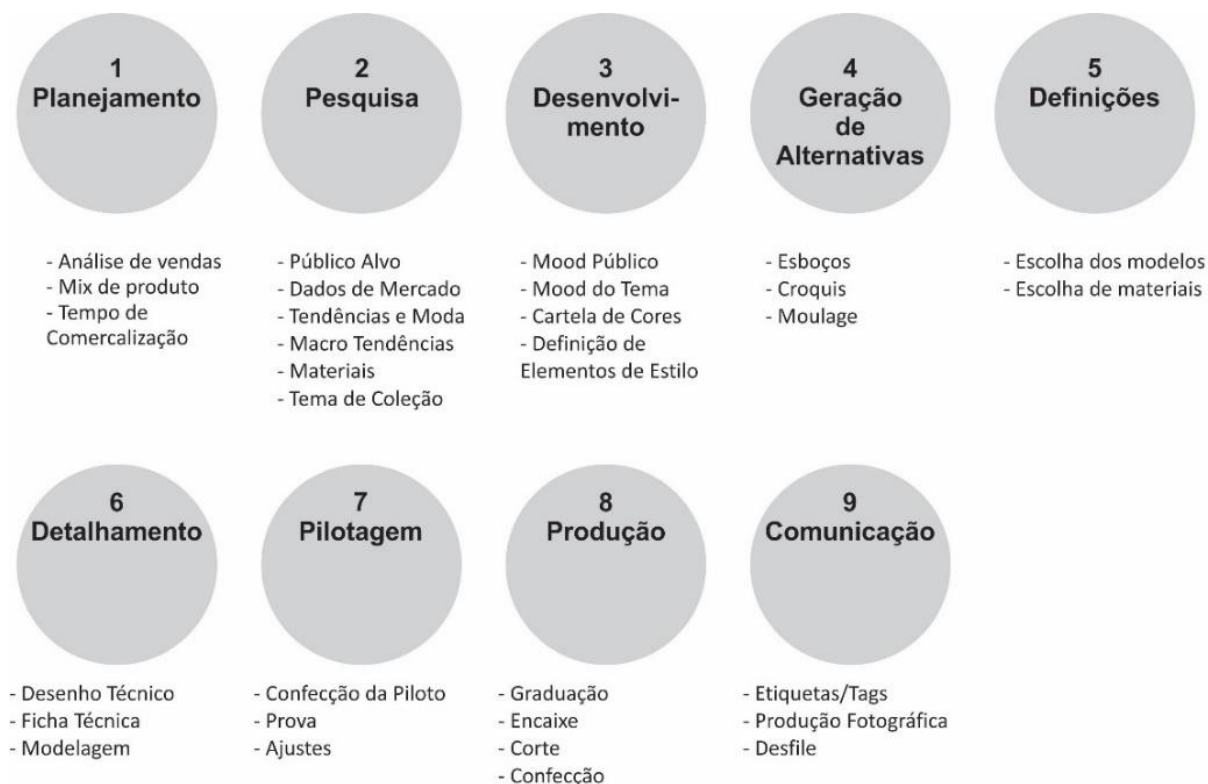 1
Planejamento
- Análise de vendas
- Mix de produto
- Tempo de
Comercalização
2
Pesquisa
- Público Alvo
- Dados de Mercado
- Tendências e Moda
- Macro Tendências
- Materiais
- Tema de Coleção
3
Desenvolvi-
mento
- Mood Público
- Mood do Tema
- Cartela de Cores
- Definição de
Elementos de Estilo
4
Geração
de
Alternativas
- Esboços
- Croquis
- Moulage
5
Definições
- Escolha dos modelos
- Escolha de materiais
6
Detalhamento
- Desenho Técnico
- Ficha Técnica
- Modelagem
7
Pilotagem
- Confecção da Piloto
- Prova
- Ajustes
8
Produção
- Graduação
- Encaixe
- Corte
- Confecção
9
Comunicação
- Etiquetas/Tags
- Produção Fotográfica
- Desfile